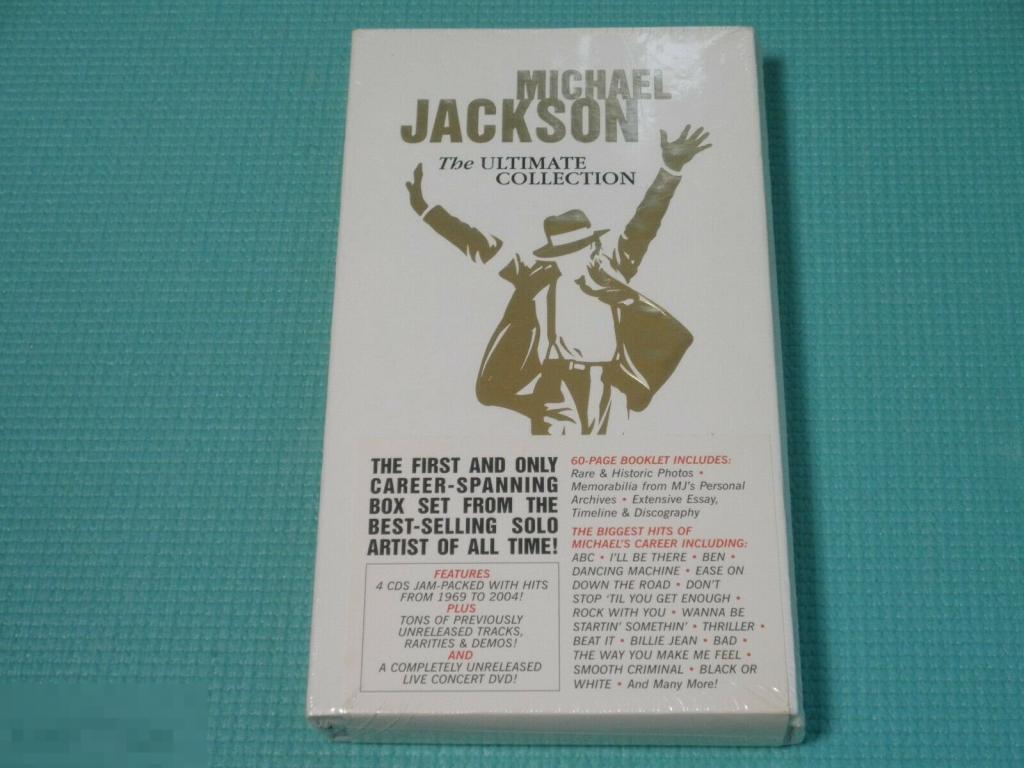 MICHAEL
JACKSON
The ULTIMATE
COLLECTION
THE FIRST AND ONLY
CAREER-SPANNING
BOX SET FROM THE
BEST-SELLING SOLO
ARTIST OF ALL TIME!
FEATURES
4 CDS JAM-PACKED WITH HITS
FROM 1969 TO 2004!
PLUS
TONS OF PREVIOUSLY
UNRELEASED TRACKS,
RARITIES & DEMOS!
AND
A COMPLETELY UNRELEASED
LIVE CONCERT DVD!
60-PAGE BOOKLET INCLUDES:
Rare & Historic Photos •
Memorabilia from MJ's Personal
Archives • Extensive Essay,
Timeline & Discography
THE BIGGEST HITS OF
MICHAEL'S CAREER INCLUDING:
ABC • I'LL BE THERE • BEN •
DANCING MACHINE • EASE ON
DOWN THE ROAD • DON'T
STOP 'TIL YOU GET ENOUGH •
ROCK WITH YOU • WANNA BE
STARTIN' SOMETHIN' • THRILLER •
BEAT IT • BILLIE JEAN • BAD •
THE WAY YOU MAKE ME FEEL •
SMOOTH CRIMINAL • BLACK OR
WHITE • And Many More!